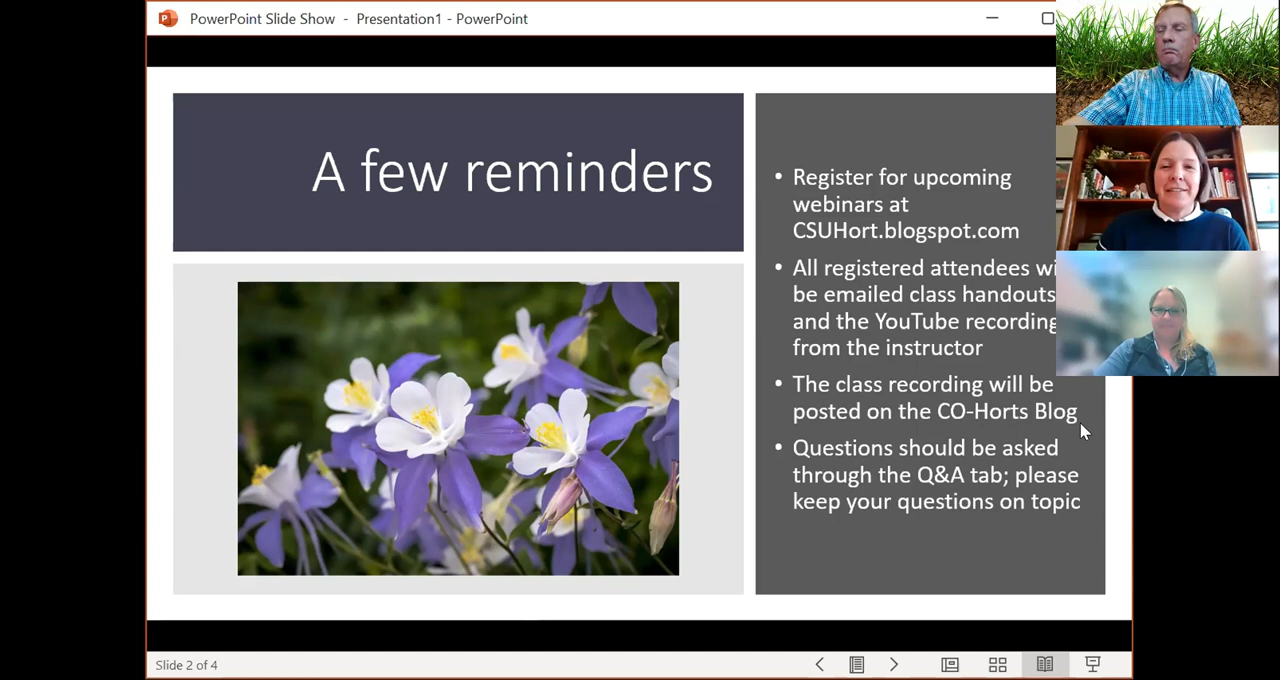 PowerPoint Slide Show - Presentation1 - PowerPoint
A few reminders
• Register for upcoming
webinars at
CSUHort.blogspot.com
• All registered attendees
be emailed class handouts
and the YouTube recording
from the instructor
• The class recording will be
posted on the CO-Horts Blog
• Questions should be asked
through the Q&A tab; please
keep your questions on topic
Slide 2 of 4